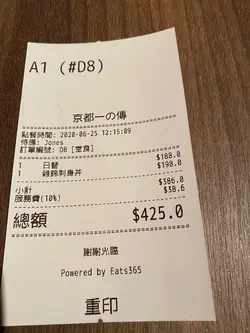 A1 (#D8)
京都一の傳
點餐時間: 2020-06-25 12:15:09
侍應: Jones
訂單編號: D8 [堂食]
1 日替 $188.0
1 雜錦刺身丼 $198.0
小計 $386.0
服務費(10%) $38.6
總額 $425.0
謝謝光臨
Powered by Eats365
重印